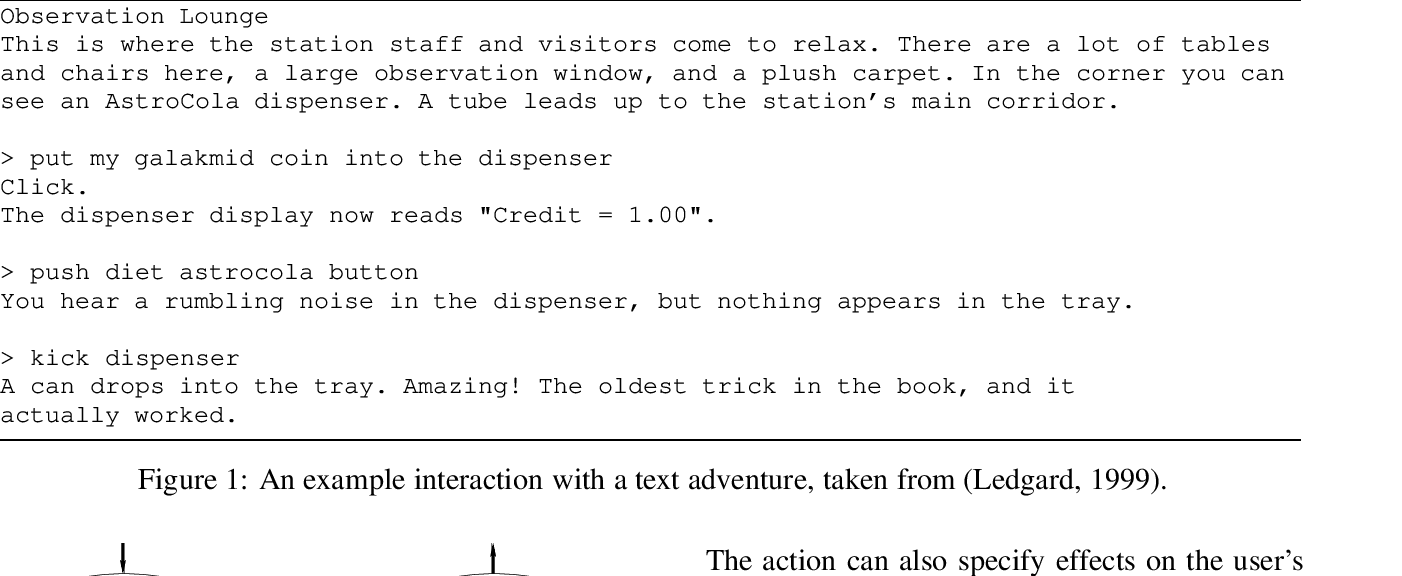 Observation Lounge
This is where the station staff and visitors come to relax. There are a lot of tables
and chairs here, a large observation window, and a plush carpet. In the corner you can
see an AstroCola dispenser. A tube leads up to the station's main corridor.
> put my galakmid coin into the dispenser
Click.
The dispenser display now reads "Credit = 1.00".
> push diet astrocola button
You hear a rumbling noise in the dispenser, but nothing appears in the tray.
> kick dispenser
A can drops into the tray. Amazing! The oldest trick in the book, and it
actually worked.
Figure 1: An example interaction with a text adventure, taken from (Ledgard, 1999).
The action can also specify effects on the user's